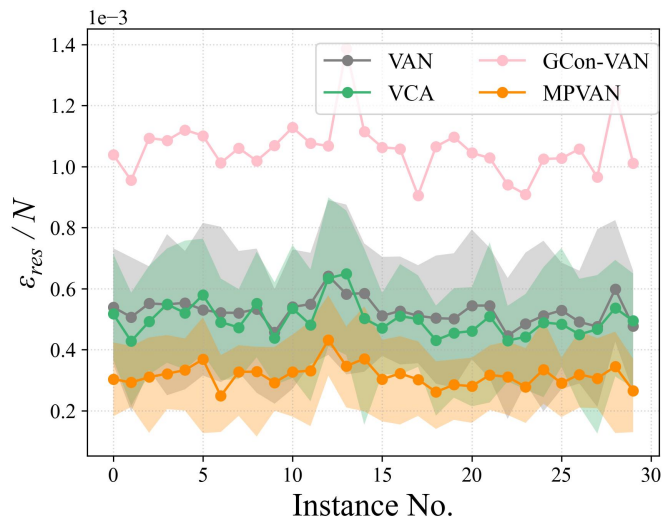 1e−3
1.4
1.2
1.0
0.8
0.6
0.4
0.2
ε_res / N
VAN
VCA
GCon-VAN
MPVAN
0 5 10 15 20 25 30
Instance No.